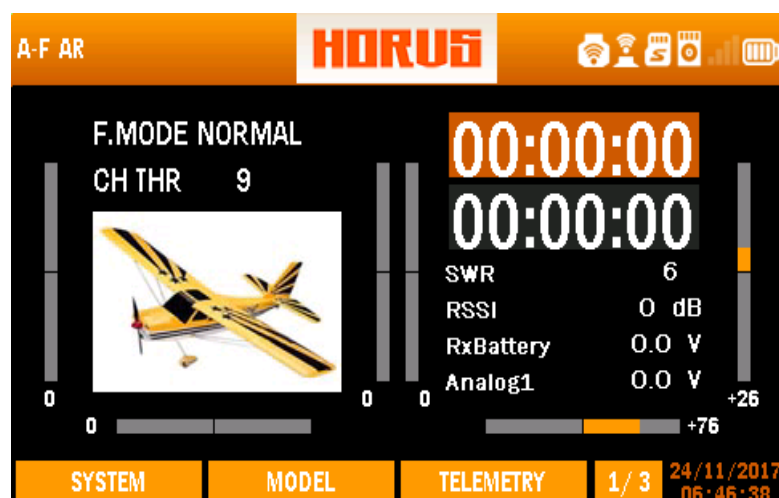 A-F AR
HORUS
F.MODE NORMAL
CH THR 9
00:00:00
00:00:00
SWR 6
RSSI 0 dB
RxBattery 0.0 V
Analog1 0.0 V
0
0
0
+26
0
+76
SYSTEM
MODEL
TELEMETRY
1/3
24/11/2017
06:46:38